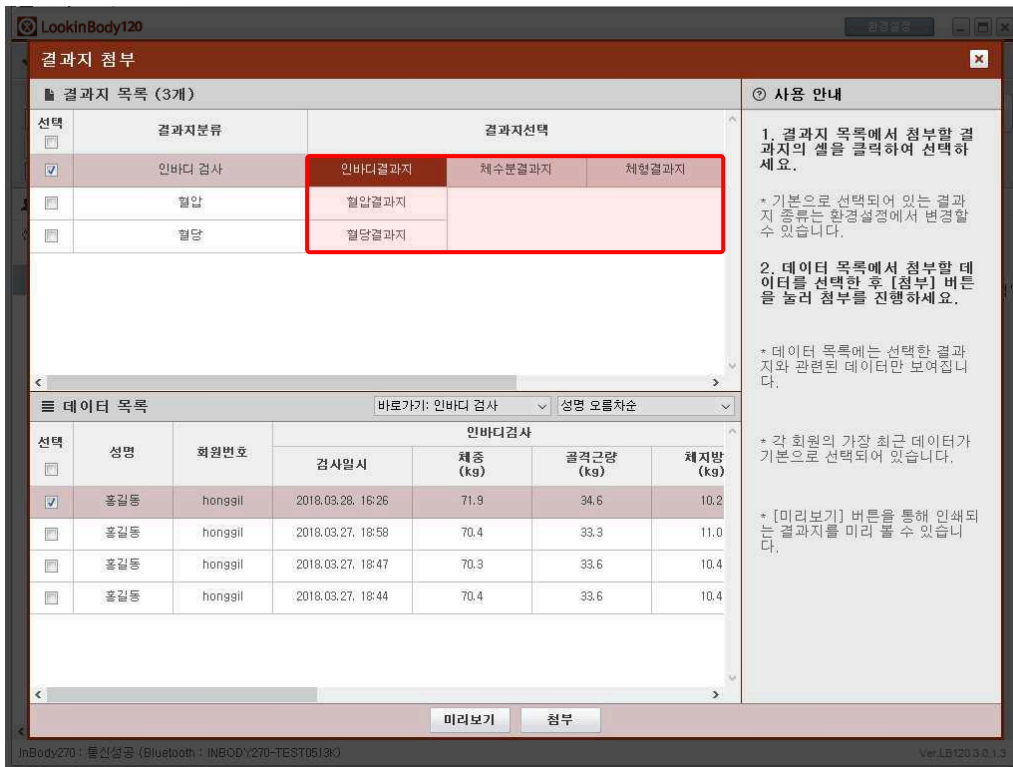 LookinBody120
환경설정
결과지 첨부
결과지 목록 (3개)
선택 결과지분류 결과지선택
인바디 검사 인바디결과지 체수분결과지 체형결과지
혈압 혈압결과지
혈당 혈당결과지
데이터 목록 바로가기: 인바디 검사 성명 오름차순
선택 성명 회원번호 인바디검사
검사일시 체중 (kg) 골격근량 (kg) 체지방 (kg)
홍길동 honggil 2018.03.28. 16:26 71.9 34.6 10.2
홍길동 honggil 2018.03.27. 18:58 70.4 33.3 11.0
홍길동 honggil 2018.03.27. 18:47 70.3 33.6 10.4
홍길동 honggil 2018.03.27. 18:44 70.4 33.6 10.4
미리보기 첨부
사용 안내
1. 결과지 목록에서 첨부할 결
과지의 셀을 클릭하여 선택하
세요.
* 기본으로 선택되어 있는 결과
지 종류는 환경설정에서 변경할
수 있습니다.
2. 데이터 목록에서 첨부할 데
이터를 선택한 후 [첨부] 버튼
을 눌러 첨부를 진행하세요.
* 데이터 목록에는 선택한 결과
지와 관련된 데이터만 보여집니
다.
* 각 회원의 가장 최근 데이터가
기본으로 선택되어 있습니다.
* [미리보기] 버튼을 통해 인쇄되
는 결과지를 미리 볼 수 있습니
다.
InBody270 : 통신성공 (Bluetooth : INBODY270-TEST0513K)
Ver.LB120.3.0.1.3